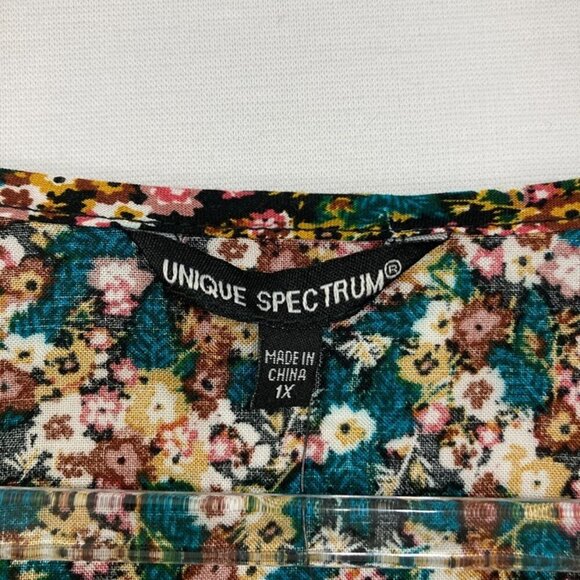 UNIQUE SPECTRUM®
MADE IN
CHINA
1X